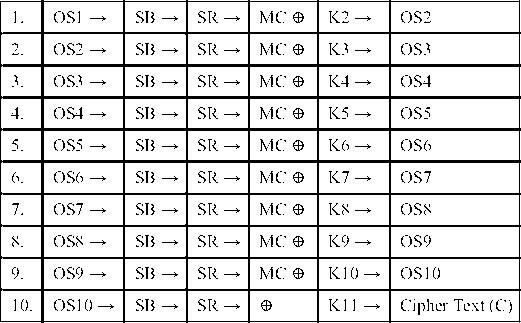 1. OS1 → SB → SR → MC ⊕ K2 → OS2
2. OS2 → SB → SR → MC ⊕ K3 → OS3
3. OS3 → SB → SR → MC ⊕ K4 → OS4
4. OS4 → SB → SR → MC ⊕ K5 → OS5
5. OS5 → SB → SR → MC ⊕ K6 → OS6
6. OS6 → SB → SR → MC ⊕ K7 → OS7
7. OS7 → SB → SR → MC ⊕ K8 → OS8
8. OS8 → SB → SR → MC ⊕ K9 → OS9
9. OS9 → SB → SR → MC ⊕ K10 → OS10
10. OS10 → SB → SR → ⊕ K11 → Cipher Text (C)